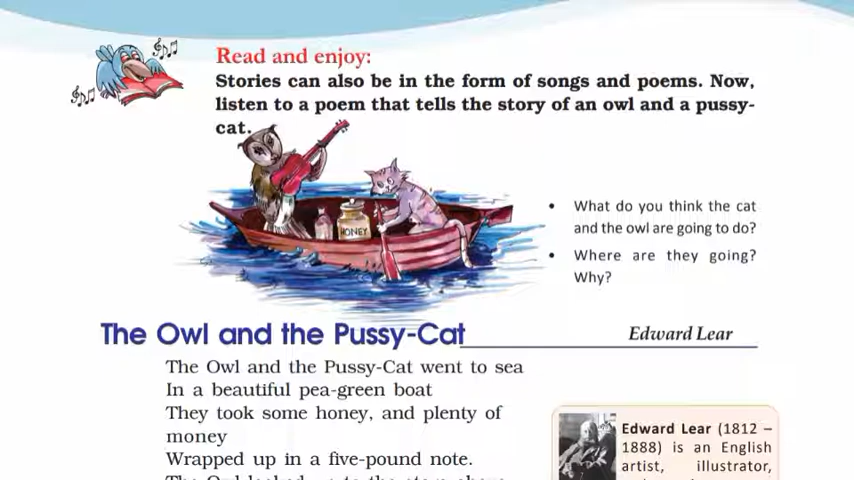 Read and enjoy:
Stories can also be in the form of songs and poems. Now,
listen to a poem that tells the story of an owl and a pussy-
cat.
HONEY
• What do you think the cat
and the owl are going to do?
• Where are they going?
Why?
The Owl and the Pussy-Cat
Edward Lear
The Owl and the Pussy-Cat went to sea
In a beautiful pea-green boat
They took some honey, and plenty of
money
Wrapped up in a five-pound note.
Edward Lear (1812 –
1888) is an English
artist, illustrator,